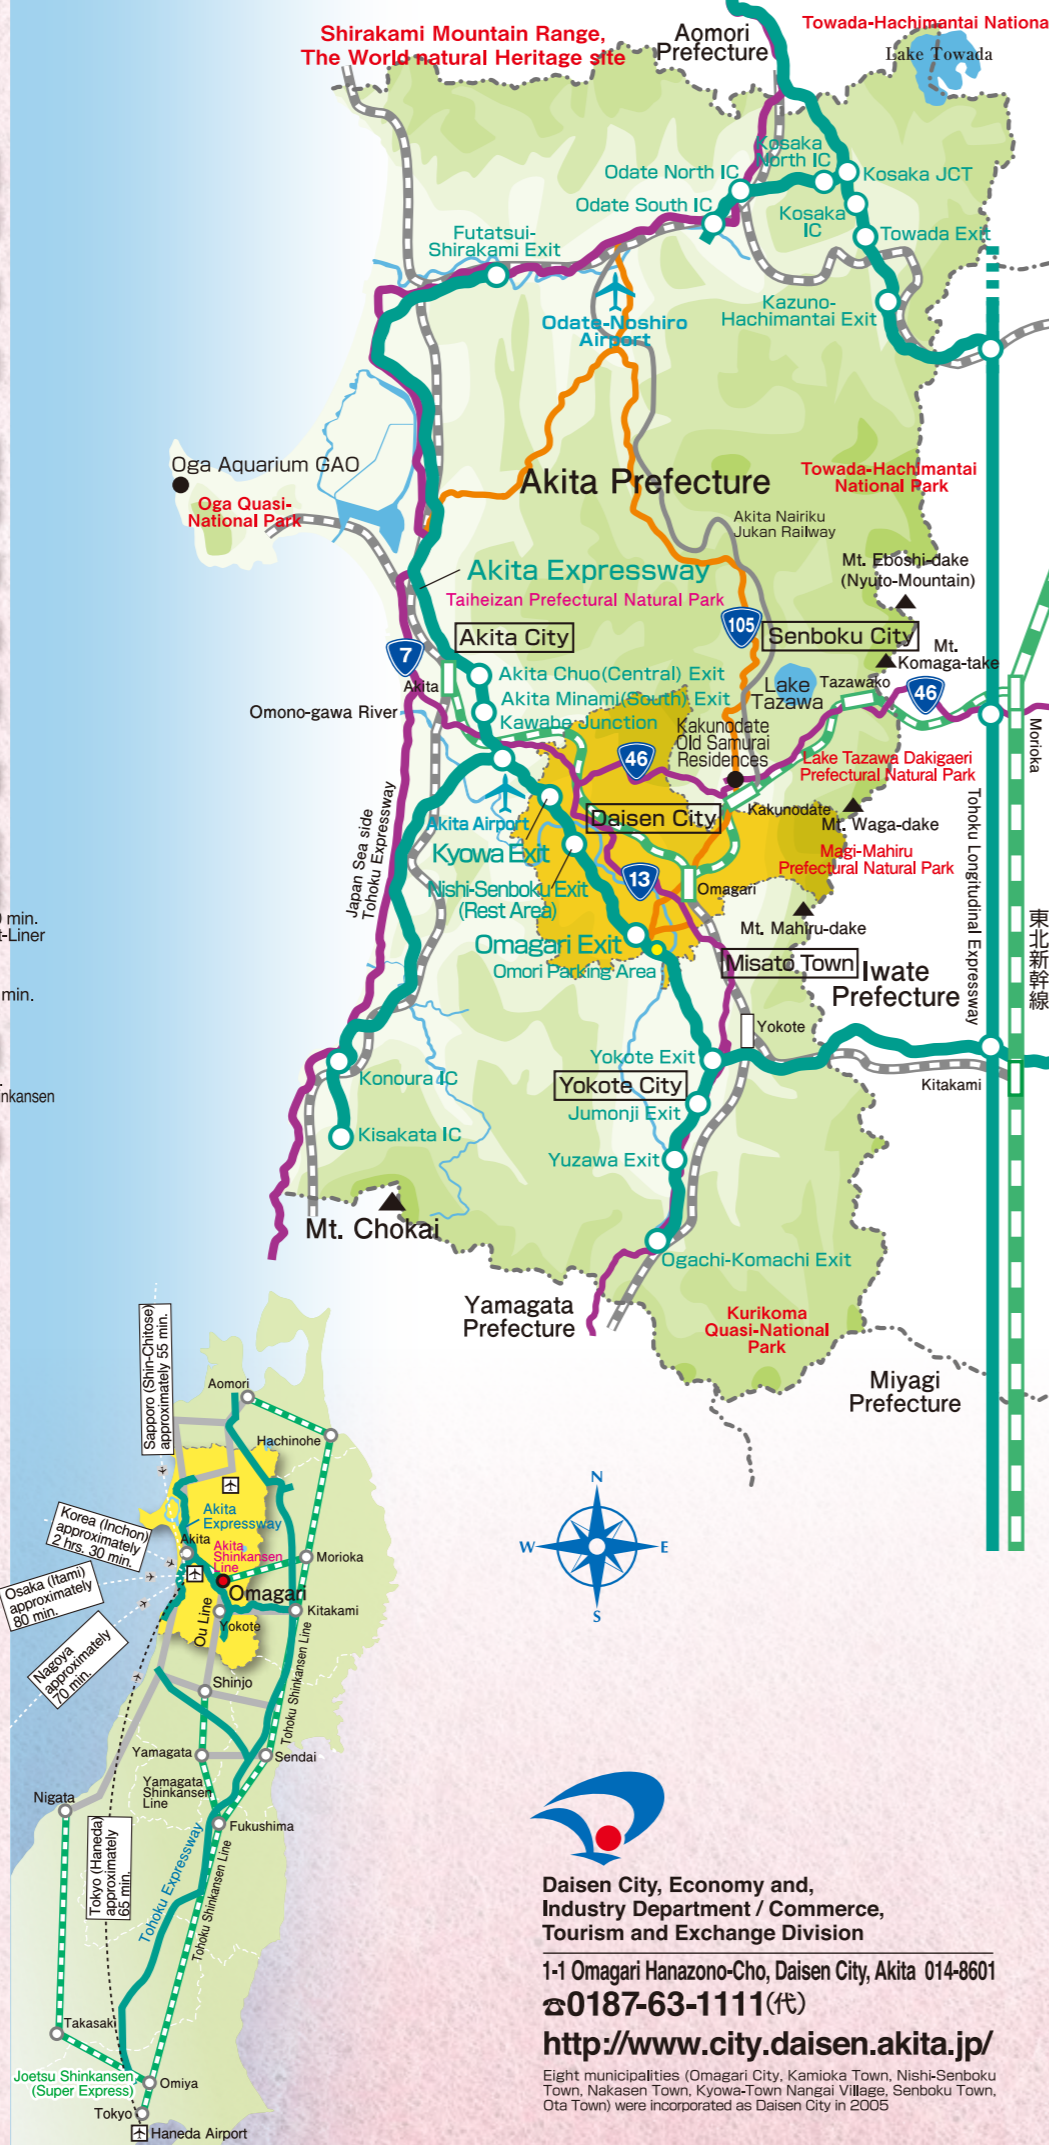 Shirakami Mountain Range,
The World natural Heritage site
Aomori
Prefecture
Towada-Hachimantai National
Lake Towada
Kosaka
North IC
Odate North IC
Kosaka JCT
Odate South IC
Kosaka
IC
Towada Exit
Futatsui-
Shirakami Exit
Kazuno-
Hachimantai Exit
Odate-Noshiro
Airport
Oga Aquarium GAO
Oga Quasi-
National Park
Akita Prefecture
Towada-Hachimantai
National Park
Akita Nairiku
Jukan Railway
Mt. Eboshi-dake
(Nyuto-Mountain)
Akita Expressway
Taiheizan Prefectural Natural Park
105
Akita City
Senboku City
7
Mt.
Komaga-take
Akita
Akita Chuo(Central) Exit
Lake
Tazawa
Tazawako
46
Omono-gawa River
Akita Minami(South) Exit
Kawabe Junction
Kakunodate
Old Samurai
Residences
46
Morioka
Lake Tazawa Dakigaeri
Prefectural Natural Park
Japan Sea side
Tohoku Expressway
Akita Airport
Daisen City
Kakunodate
Mt. Waga-dake
Tohoku Longitudinal Expressway
Kyowa Exit
Magi-Mahiru
Prefectural Natural Park
Nishi-Senboku Exit
(Rest Area)
13
Omagari
0 min.
t-Liner
Mt. Mahiru-dake
東北新幹線
Omagari Exit
Omori Parking Area
Misato Town
Iwate
Prefecture
min.
Yokote
Yokote Exit
Konoura IC
Yokote City
Kitakami
nkansen
Jumonji Exit
Kisakata IC
Yuzawa Exit
Mt. Chokai
Ogachi-Komachi Exit
Yamagata
Prefecture
Kurikoma
Quasi-National
Park
Miyagi
Prefecture
Sapporo (Shin-Chitose)
approximately 55 min.
Aomori
Hachinohe
N
W
E
S
Korea (Inchon)
approximately
2 hrs. 30 min.
Akita
Expressway
Akita
Akita
Shinkansen
Line
Morioka
Osaka (Itami)
approximately
80 min.
Omagari
Kitakami
Ou Line
Yokote
Nagoya
approximately
70 min.
Tohoku Shinkansen Line
Shinjo
Yamagata
Sendai
Yamagata
Shinkansen
Line
Nigata
Fukushima
Tokyo (Haneda)
approximately
65 min.
Tohoku Expressway
Tohoku Shinkansen Line
Takasaki
Joetsu Shinkansen
(Super Express)
Omiya
Tokyo
Haneda Airport
Daisen City, Economy and,
Industry Department / Commerce,
Tourism and Exchange Division
1-1 Omagari Hanazono-Cho, Daisen City, Akita 014-8601
☎0187-63-1111(代)
http://www.city.daisen.akita.jp/
Eight municipalities (Omagari City, Kamioka Town, Nishi-Senboku
Town, Nakasen Town, Kyowa-Town Nangai Village, Senboku Town,
Ota Town) were incorporated as Daisen City in 2005